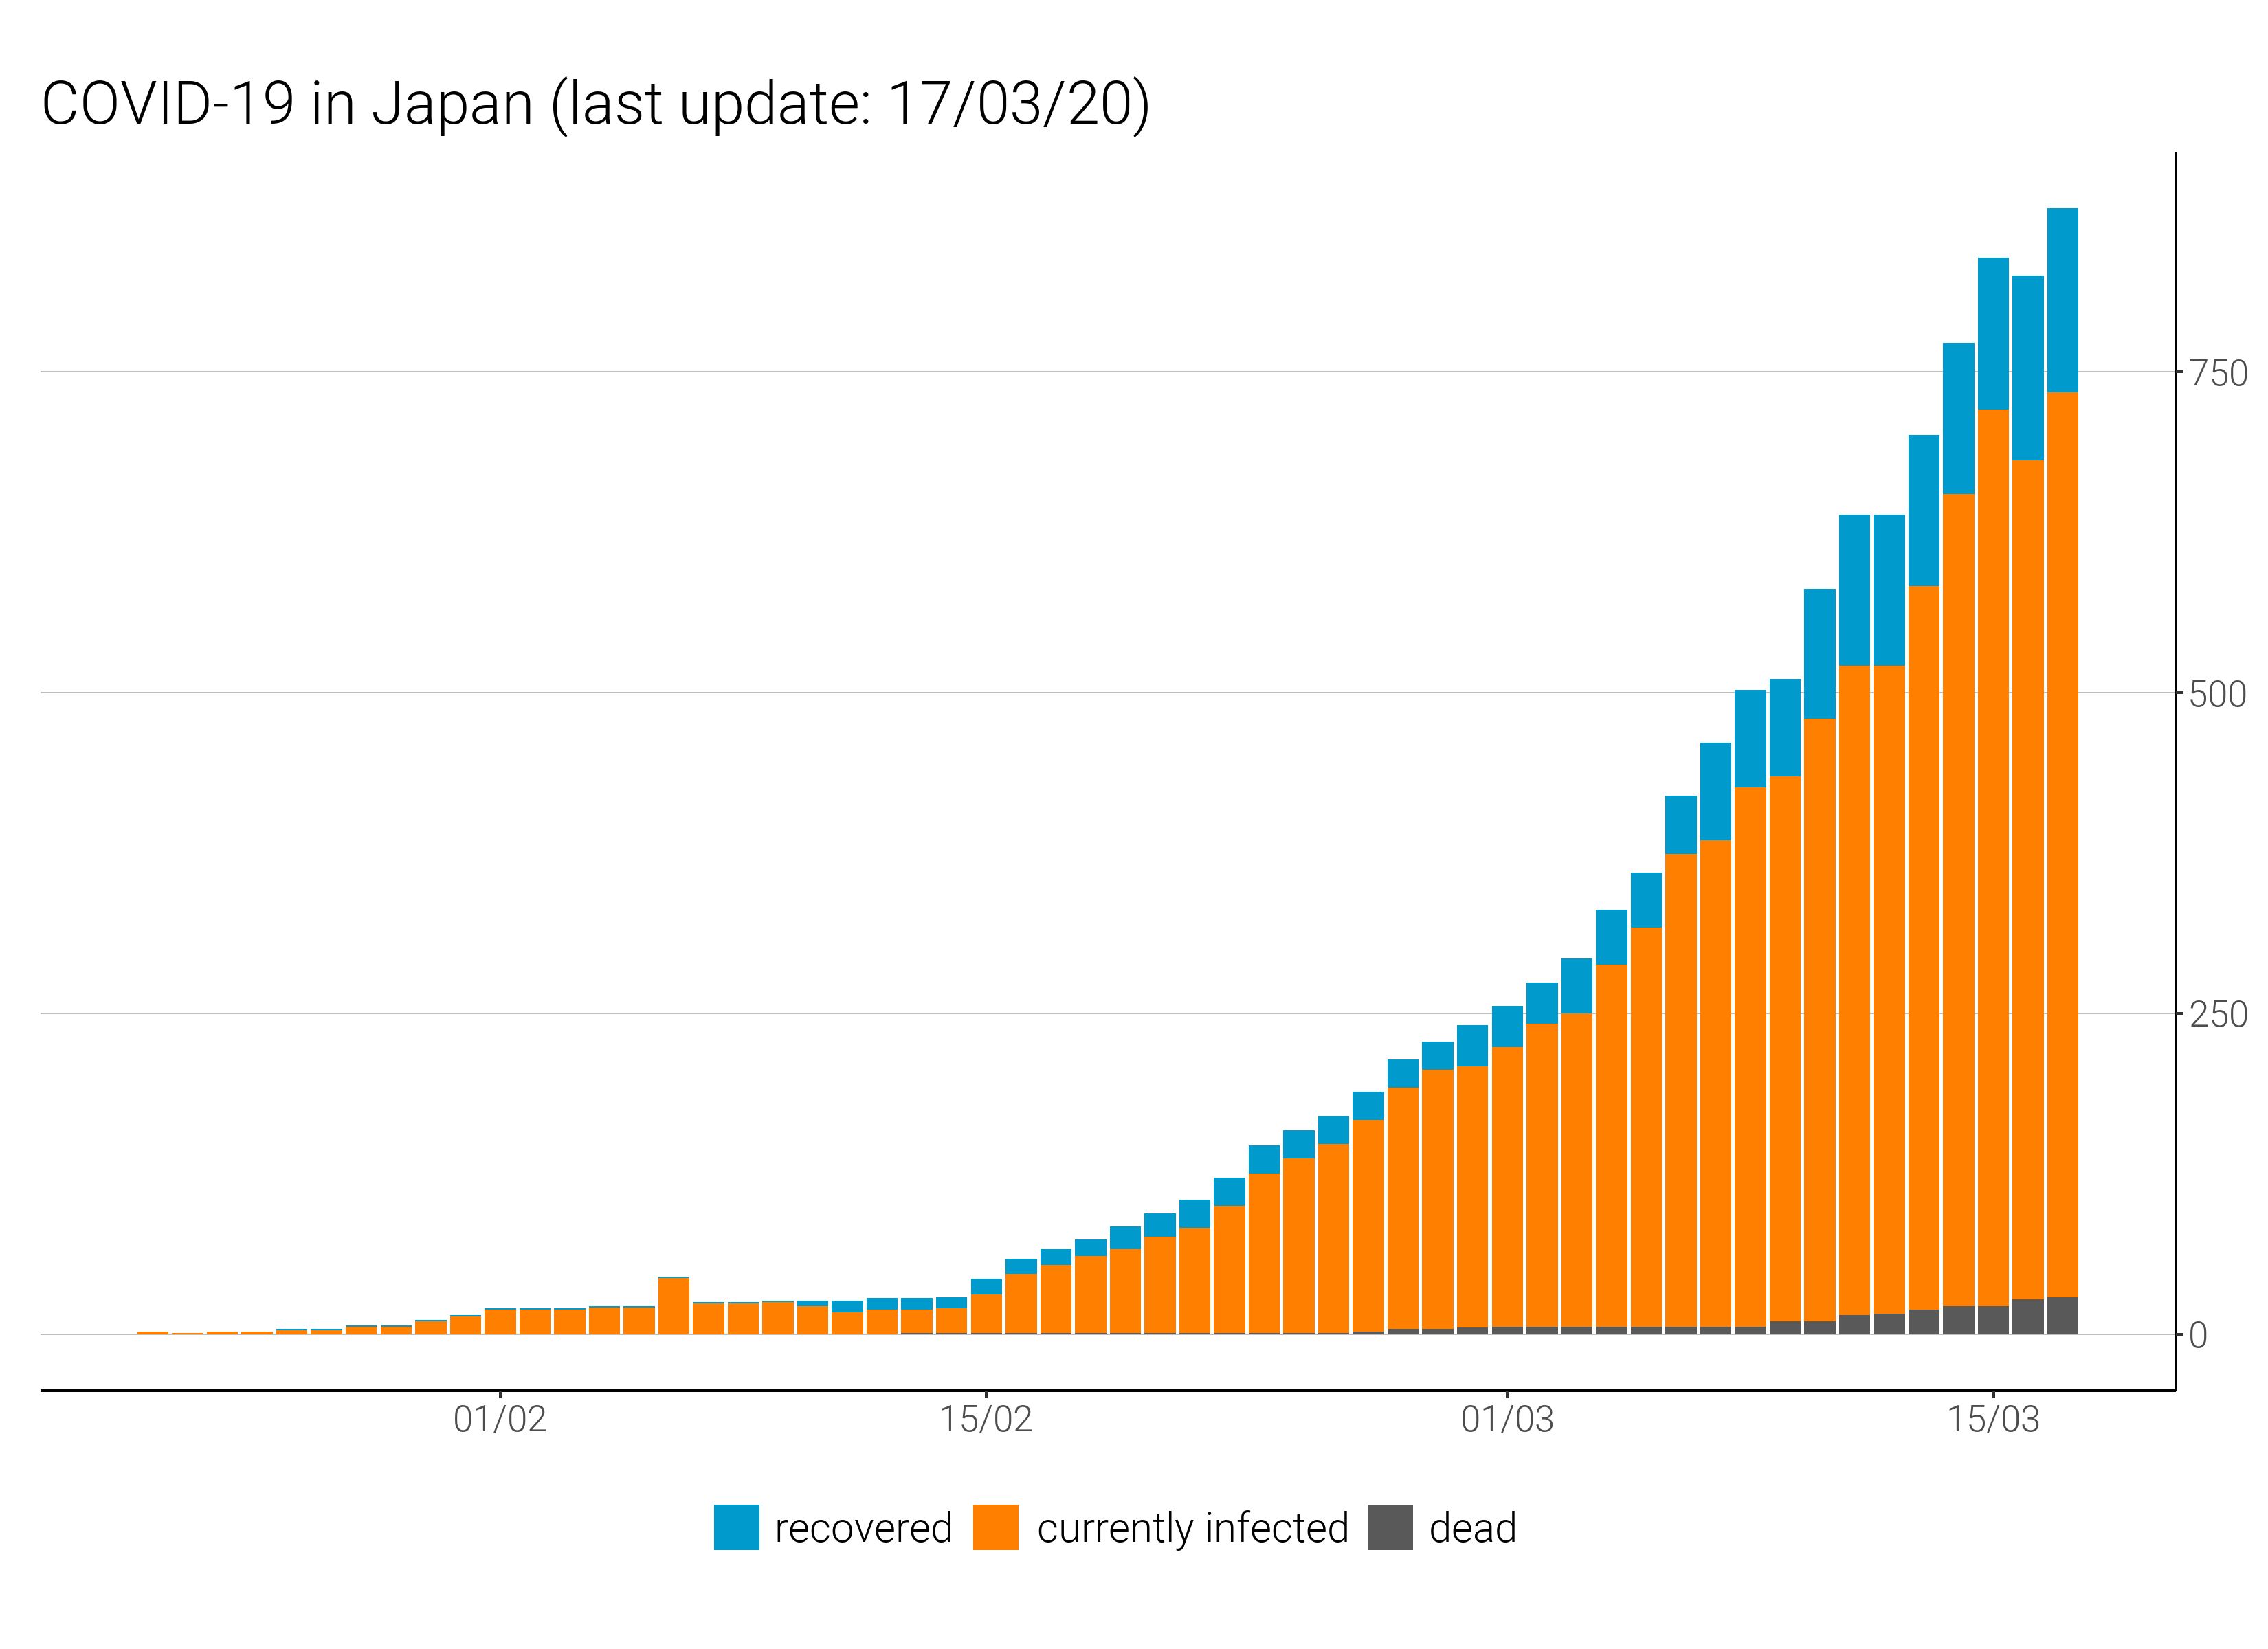 COVID-19 in Japan (last update: 17/03/20)
750
500
250
0
01/02 15/02 01/03 15/03
recovered currently infected dead